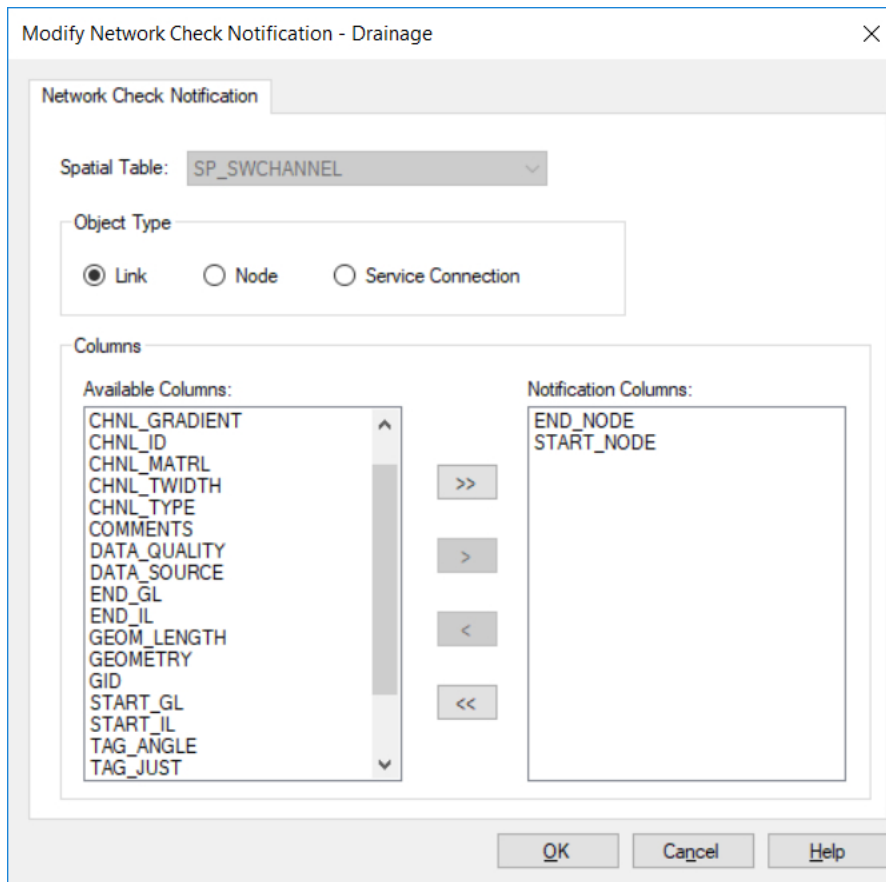 Modify Network Check Notification - Drainage
Network Check Notification
Spatial Table: SP_SWCHANNEL
Object Type
Link Node Service Connection
Columns
Available Columns:
CHNL_GRADIENT
CHNL_ID
CHNL_MATRL
CHNL_TWIDTH
CHNL_TYPE
COMMENTS
DATA_QUALITY
DATA_SOURCE
END_GL
END_IL
GEOM_LENGTH
GEOMETRY
GID
START_GL
START_IL
TAG_ANGLE
TAG_JUST
>>
>
<
<<
Notification Columns:
END_NODE
START_NODE
OK Cancel Help